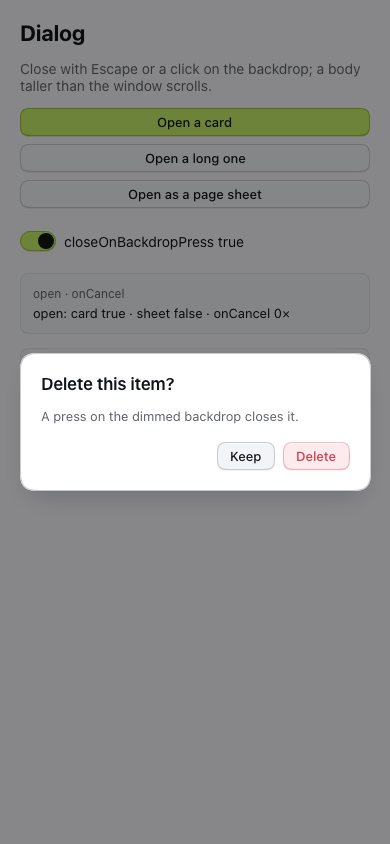 Dialog
Close with Escape or a click on the backdrop; a body
taller than the window scrolls.
Open a card
Open a long one
Open as a page sheet
closeOnBackdropPress true
open · onCancel
open: card true · sheet false · onCancel 0×
Delete this item?
A press on the dimmed backdrop closes it.
Keep
Delete